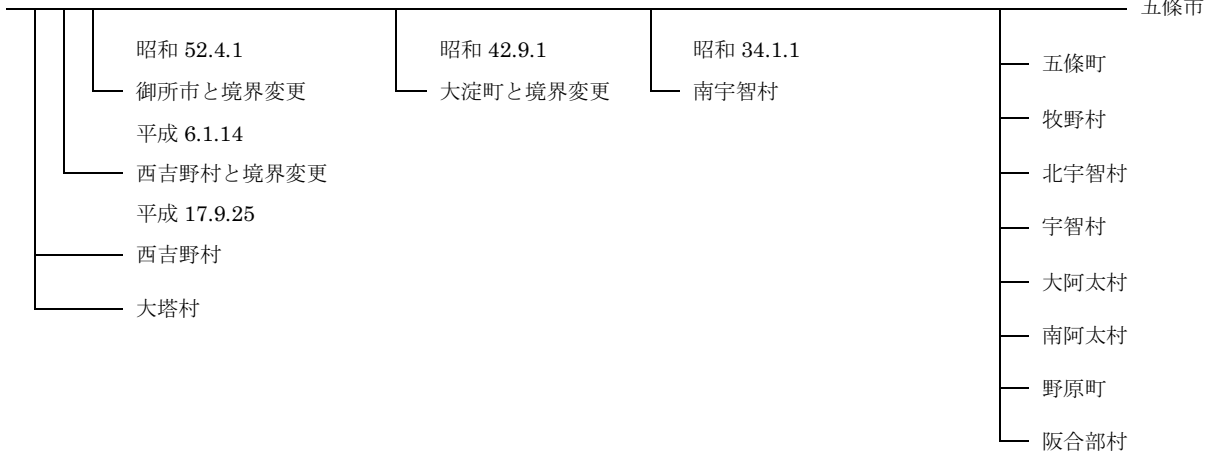 五條市
五條町
牧野村
北宇智村
宇智村
大阿太村
南阿太村
野原町
阪合部村
昭和 34.1.1
南宇智村
昭和 42.9.1
大淀町と境界変更
昭和 52.4.1
御所市と境界変更
平成 6.1.14
西吉野村と境界変更
平成 17.9.25
西吉野村
大塔村